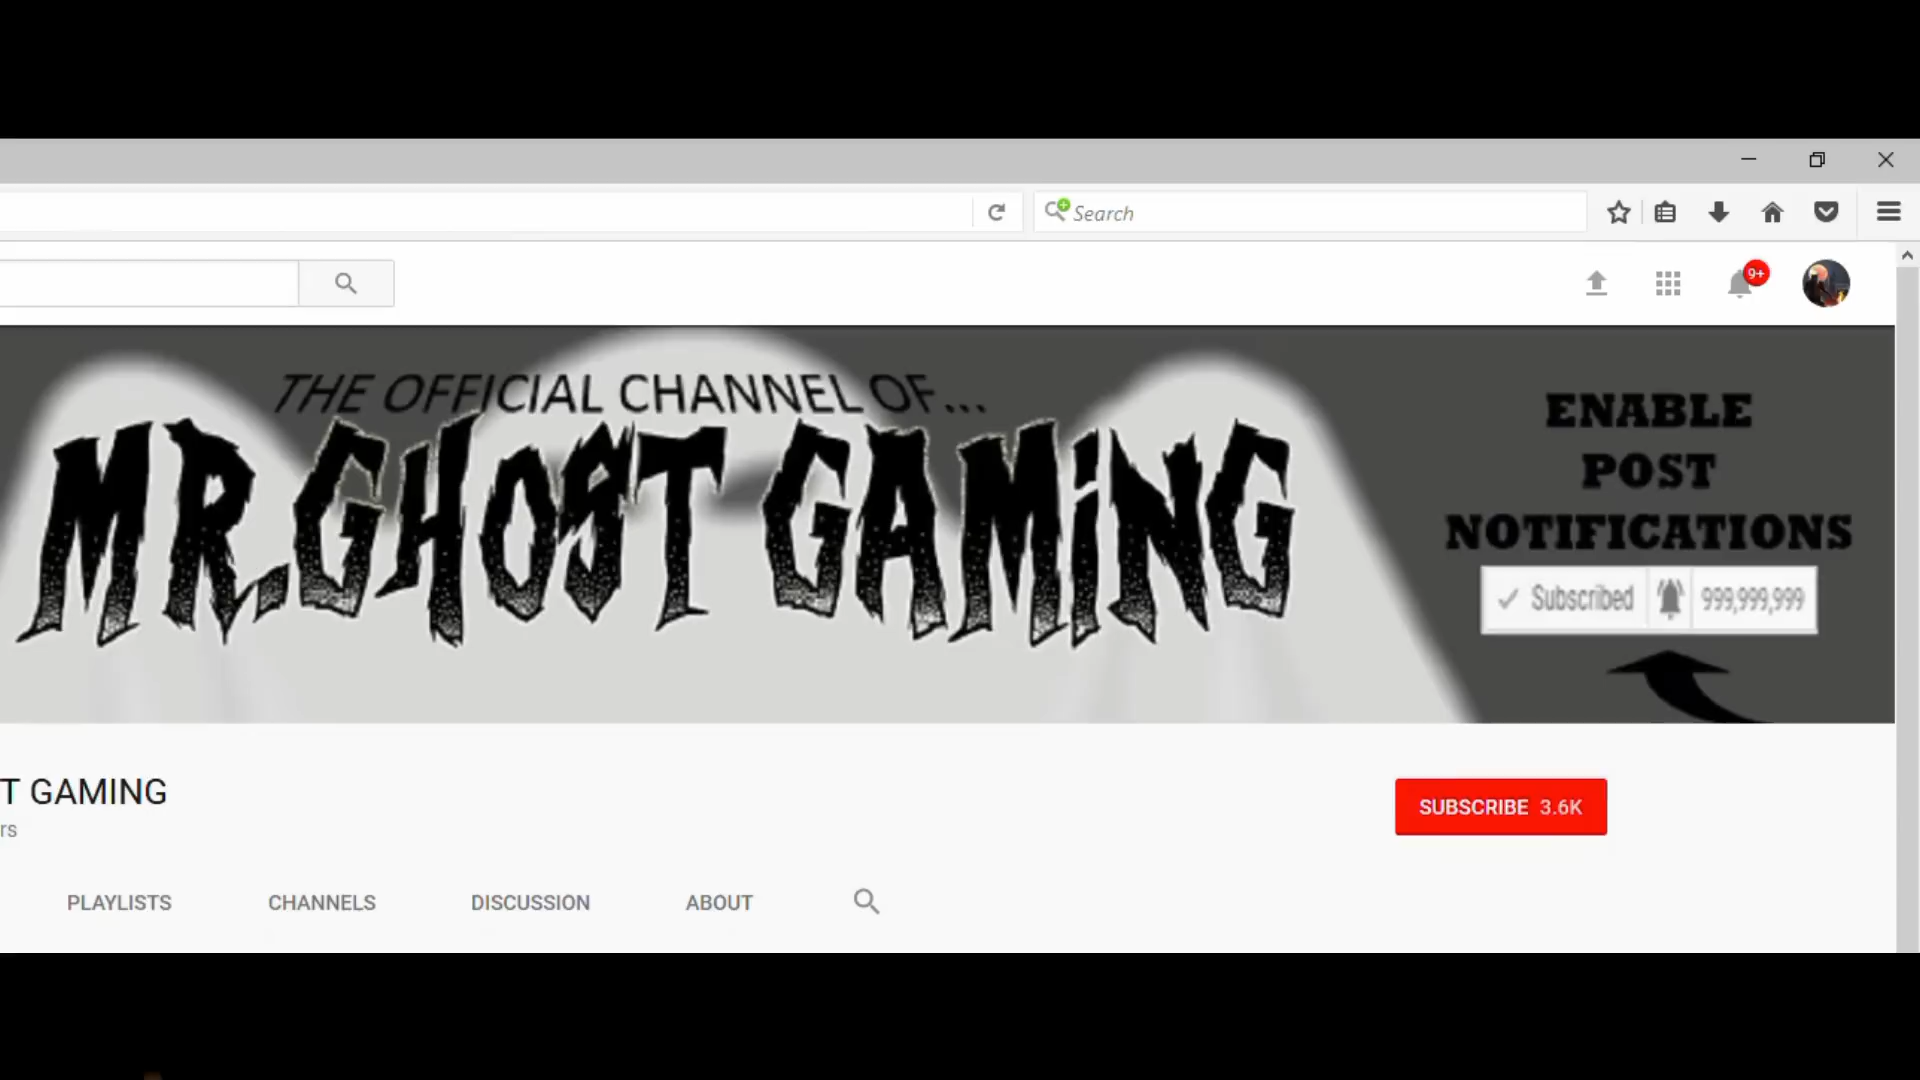 Search
9+
THE OFFICIAL CHANNEL OF...
MR.GHOST GAMING
ENABLE
POST
NOTIFICATIONS
Subscribed 999,999,999
T GAMING
rs
SUBSCRIBE 3.6K
PLAYLISTS CHANNELS DISCUSSION ABOUT